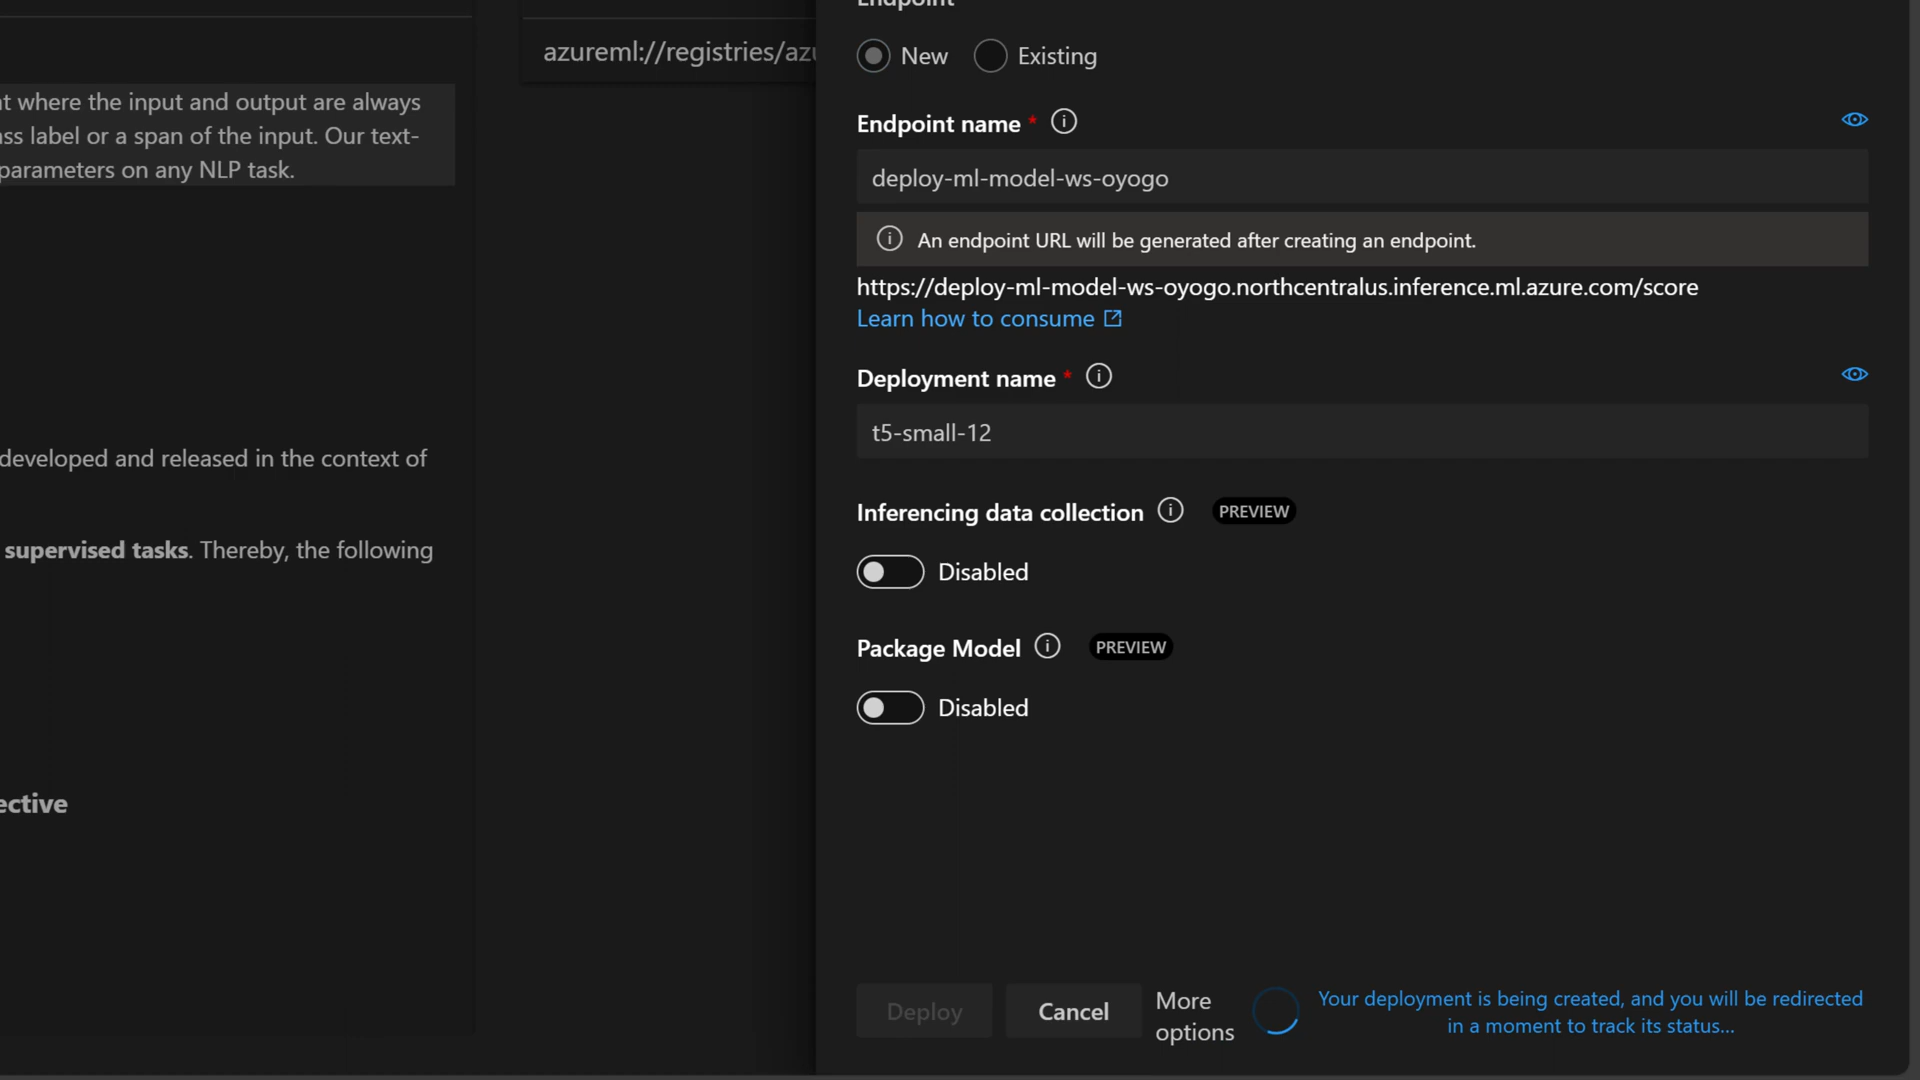 at where the input and output are always
ass label or a span of the input. Our text-
parameters on any NLP task.
developed and released in the context of
supervised tasks. Thereby, the following
ective
azureml://registries/azu
Endpoint
New
Existing
Endpoint name *
deploy-ml-model-ws-oyogo
An endpoint URL will be generated after creating an endpoint.
https://deploy-ml-model-ws-oyogo.northcentralus.inference.ml.azure.com/score
Learn how to consume
Deployment name *
t5-small-12
Inferencing data collection PREVIEW
Disabled
Package Model PREVIEW
Disabled
Deploy
Cancel
More
options
Your deployment is being created, and you will be redirected
in a moment to track its status...